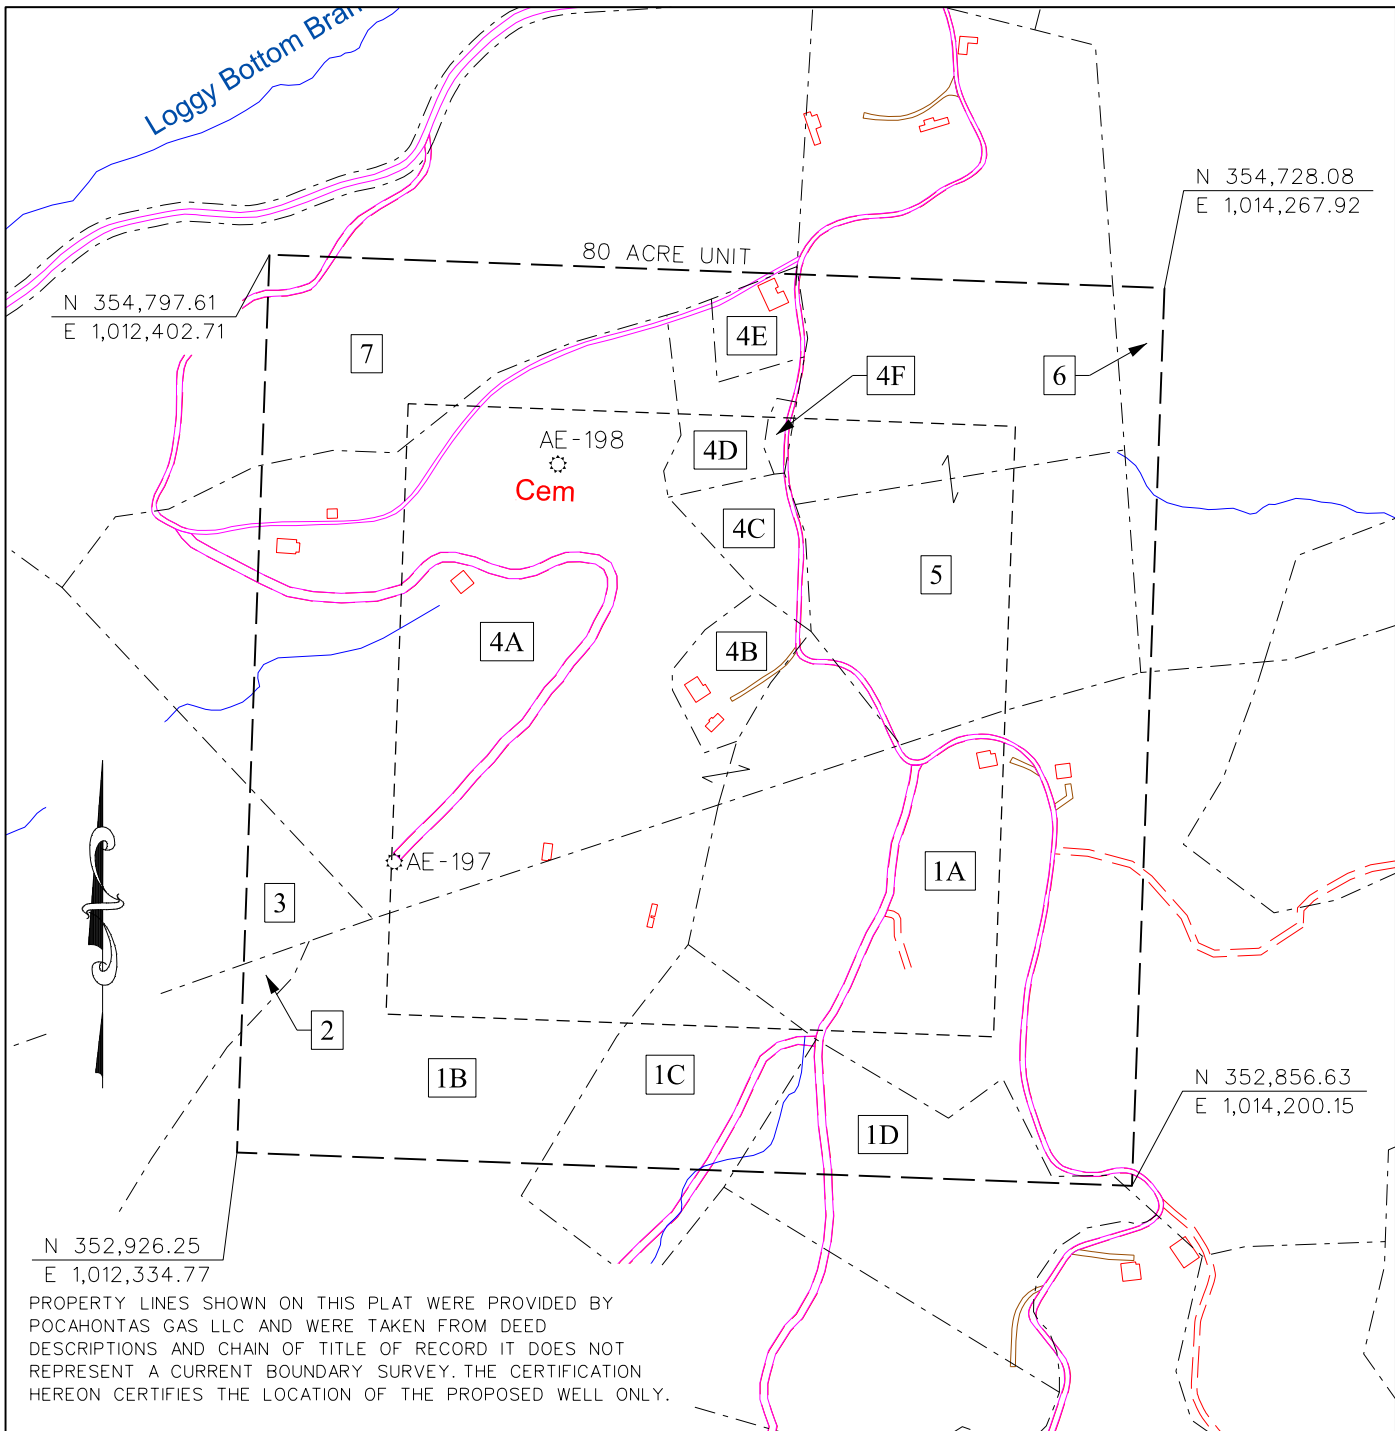 Loggy Bottom Bran
N 354,728.08
E 1,014,267.92
80 ACRE UNIT
N 354,797.61
E 1,012,402.71
7
4E
6
4F
AE-198
4D
Cem
4C
5
4A
4B
AE-197
1A
3
2
1B
1C
N 352,856.63
E 1,014,200.15
1D
N 352,926.25
E 1,012,334.77
PROPERTY LINES SHOWN ON THIS PLAT WERE PROVIDED BY
POCAHONTAS GAS LLC AND WERE TAKEN FROM DEED
DESCRIPTIONS AND CHAIN OF TITLE OF RECORD IT DOES NOT
REPRESENT A CURRENT BOUNDARY SURVEY. THE CERTIFICATION
HEREON CERTIFIES THE LOCATION OF THE PROPOSED WELL ONLY.